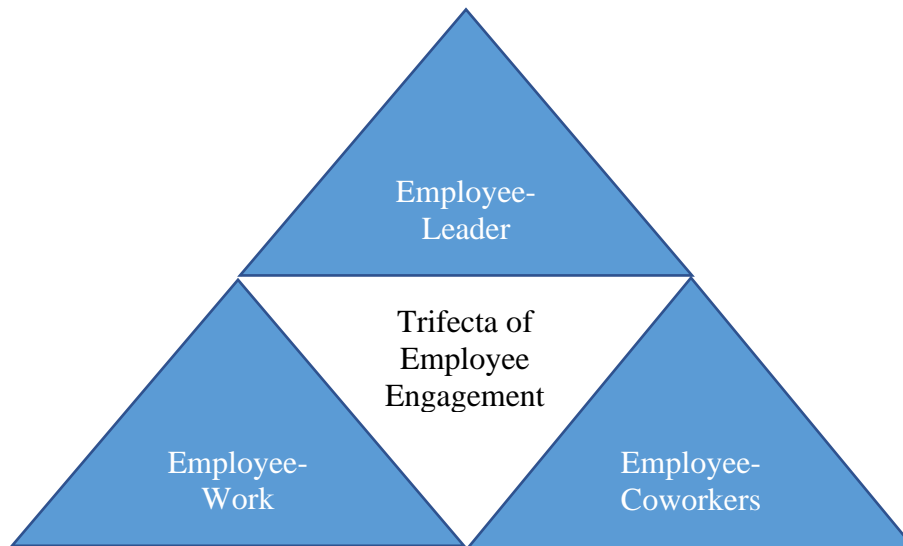 Employee-
Leader
Trifecta of
Employee
Engagement
Employee-
Work
Employee-
Coworkers